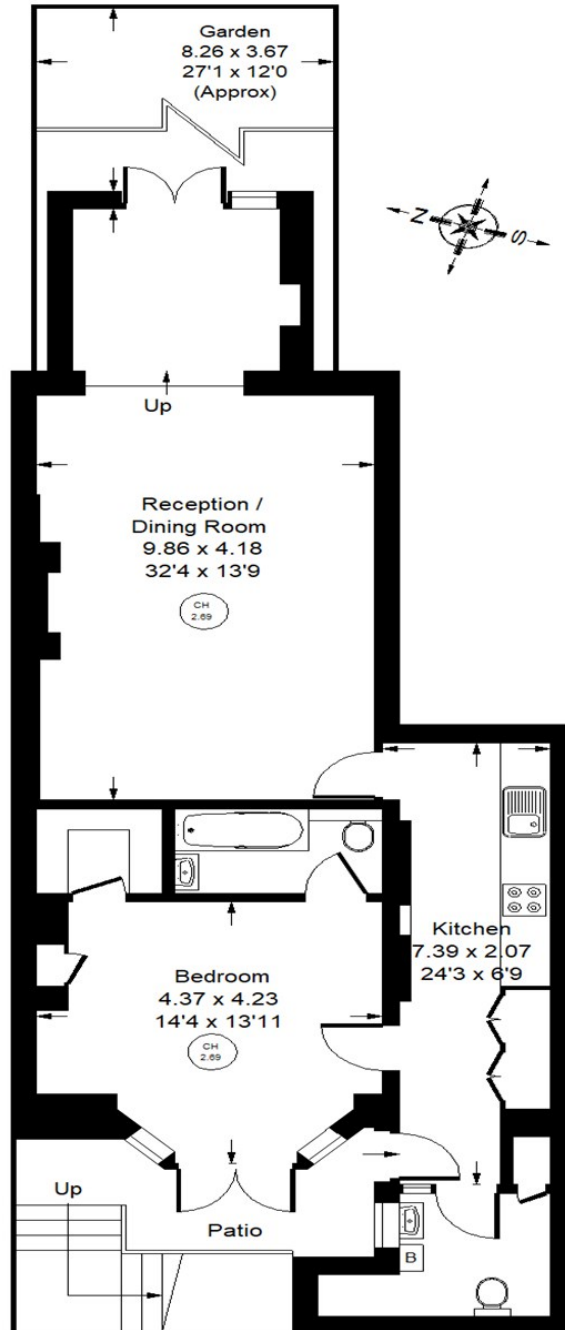 Garden
8.26 x 3.67
27'1 x 12'0
(Approx)
N
S
Up
Reception /
Dining Room
9.86 x 4.18
32'4 x 13'9
CH
2.69
Kitchen
7.39 x 2.07
24'3 x 6'9
Bedroom
4.37 x 4.23
14'4 x 13'11
CH
2.69
Up
Patio
B